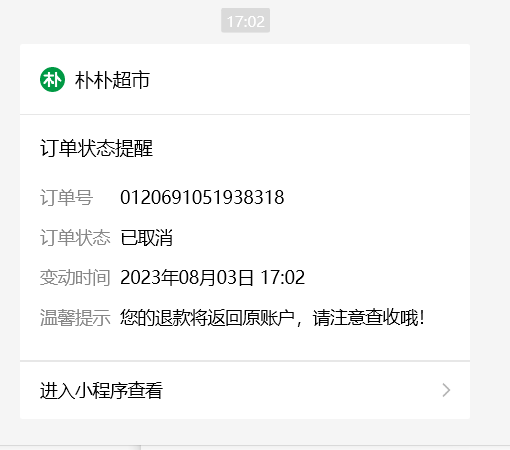 17:02
朴 朴朴超市
订单状态提醒
订单号 0120691051938318
订单状态 已取消
变动时间 2023年08月03日 17:02
温馨提示 您的退款将返回原账户，请注意查收哦！
进入小程序查看